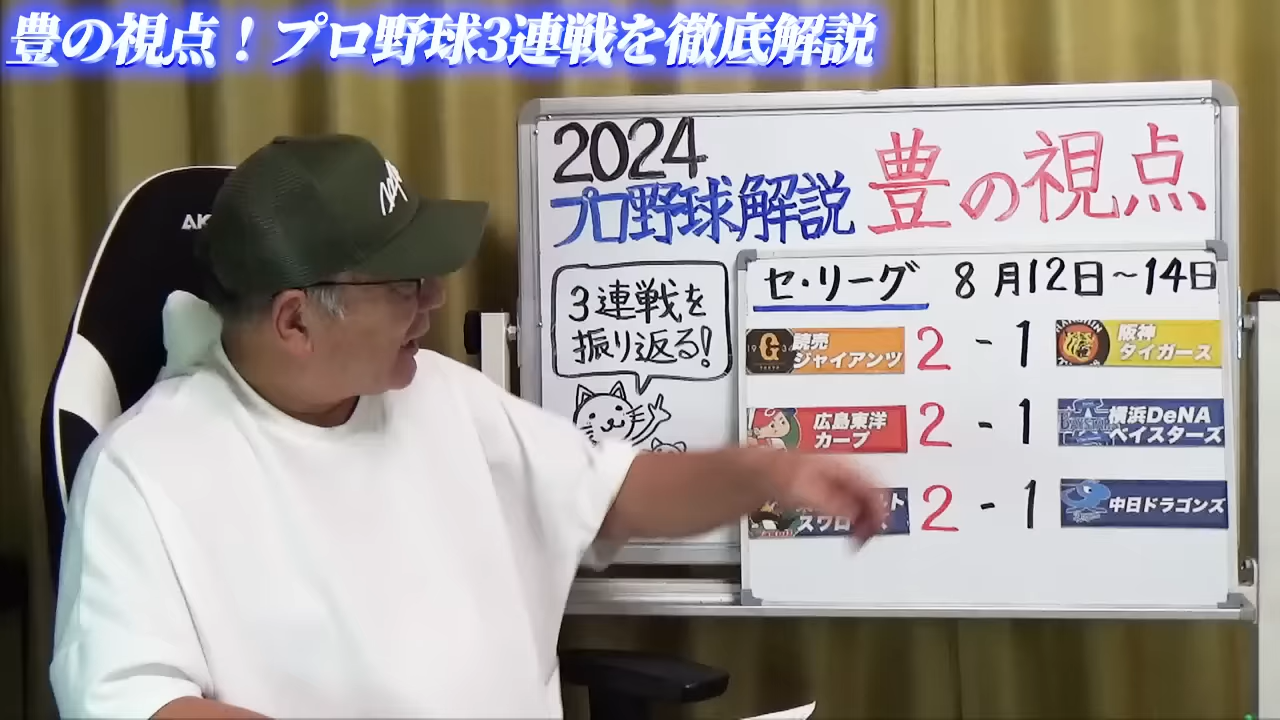 豊の視点！プロ野球3連戦を徹底解説
2024
プロ野球解説 豊の視点
3連戦を
振り返る!
セ・リーグ 8月12日～14日
読売
ジャイアンツ 2 - 1 阪神
タイガース
広島東洋
カープ 2 - 1 横浜DeNA
ベイスターズ
スワロ 2 - 1 中日ドラゴンズ